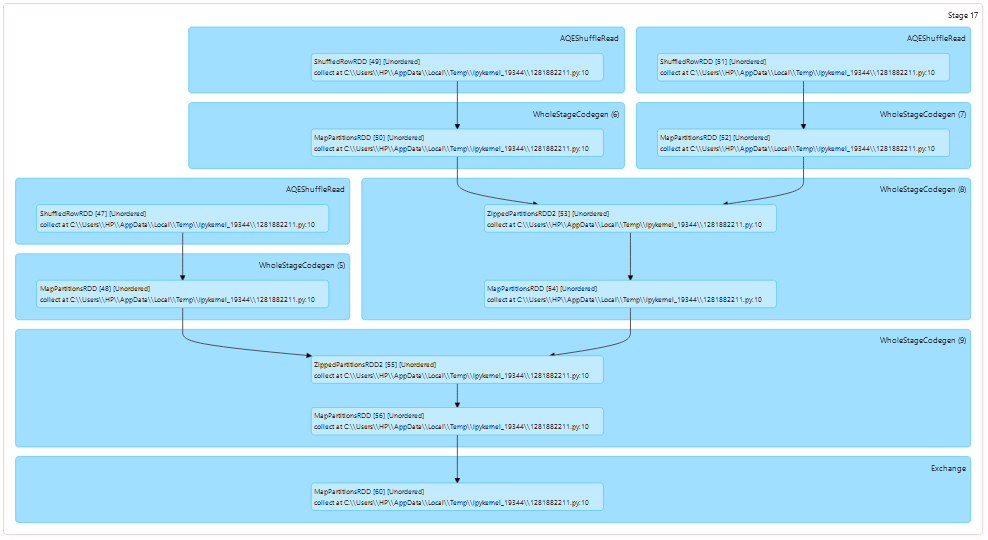 Stage 17
AQEShuffleRead
ShuffledRowRDD [49] [Unordered]
collect at C:\\Users\\HP\\AppData\\Local\\Temp\\ipykernel_19344\\1281882211.py:10
AQEShuffleRead
ShuffledRowRDD [51] [Unordered]
collect at C:\\Users\\HP\\AppData\\Local\\Temp\\ipykernel_19344\\1281882211.py:10
WholeStageCodegen (6)
MapPartitionsRDD [50] [Unordered]
collect at C:\\Users\\HP\\AppData\\Local\\Temp\\ipykernel_19344\\1281882211.py:10
WholeStageCodegen (7)
MapPartitionsRDD [52] [Unordered]
collect at C:\\Users\\HP\\AppData\\Local\\Temp\\ipykernel_19344\\1281882211.py:10
AQEShuffleRead
ShuffledRowRDD [47] [Unordered]
collect at C:\\Users\\HP\\AppData\\Local\\Temp\\ipykernel_19344\\1281882211.py:10
WholeStageCodegen (5)
MapPartitionsRDD [48] [Unordered]
collect at C:\\Users\\HP\\AppData\\Local\\Temp\\ipykernel_19344\\1281882211.py:10
WholeStageCodegen (8)
ZippedPartitionsRDD2 [53] [Unordered]
collect at C:\\Users\\HP\\AppData\\Local\\Temp\\ipykernel_19344\\1281882211.py:10
MapPartitionsRDD [54] [Unordered]
collect at C:\\Users\\HP\\AppData\\Local\\Temp\\ipykernel_19344\\1281882211.py:10
WholeStageCodegen (9)
ZippedPartitionsRDD2 [55] [Unordered]
collect at C:\\Users\\HP\\AppData\\Local\\Temp\\ipykernel_19344\\1281882211.py:10
MapPartitionsRDD [56] [Unordered]
collect at C:\\Users\\HP\\AppData\\Local\\Temp\\ipykernel_19344\\1281882211.py:10
Exchange
MapPartitionsRDD [60] [Unordered]
collect at C:\\Users\\HP\\AppData\\Local\\Temp\\ipykernel_19344\\1281882211.py:10